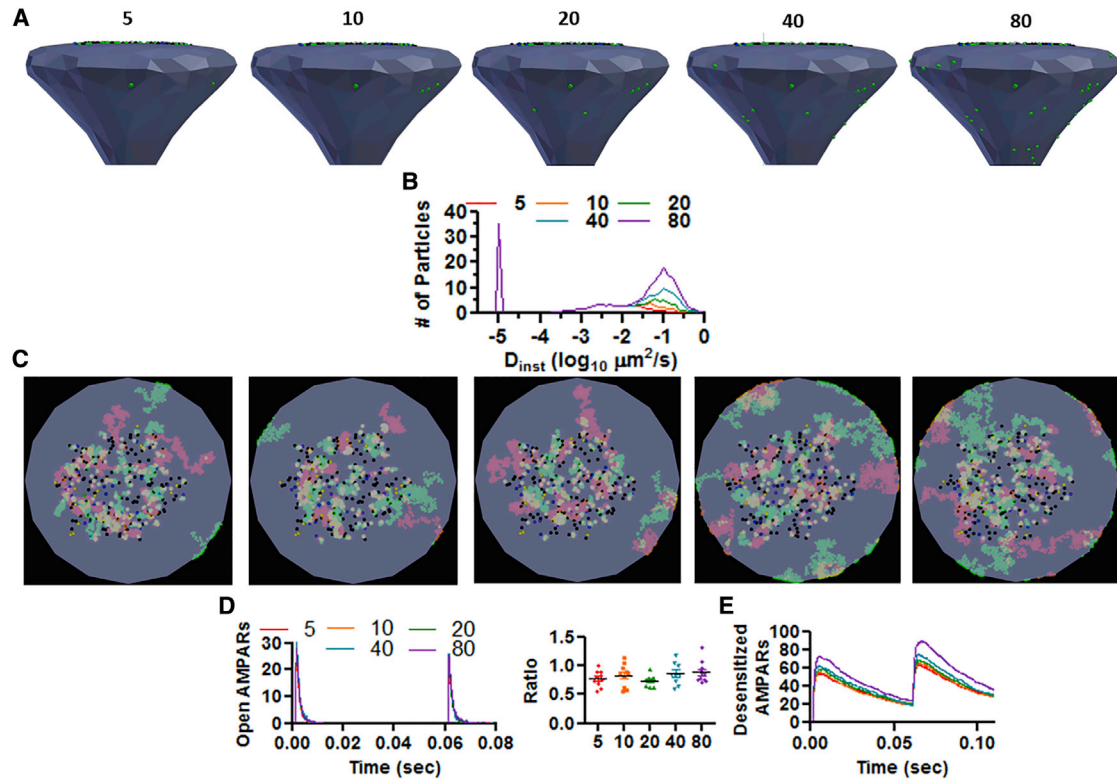 A
5 10 20 40 80
B
5 10 20
40 80
# of Particles
40
30
20
10
0
-5 -4 -3 -2 -1 0
D_inst (log₁₀ µm²/s)
C
D
5 10 20
40 80
Open AMPARs
30
20
10
0
0.00 0.02 0.04 0.06 0.08
Time (sec)
Ratio
1.5
1.0
0.5
0.0
5 10 20 40 80
E
Desensitized
AMPARs
100
80
60
40
20
0
0.00 0.05 0.10
Time (sec)